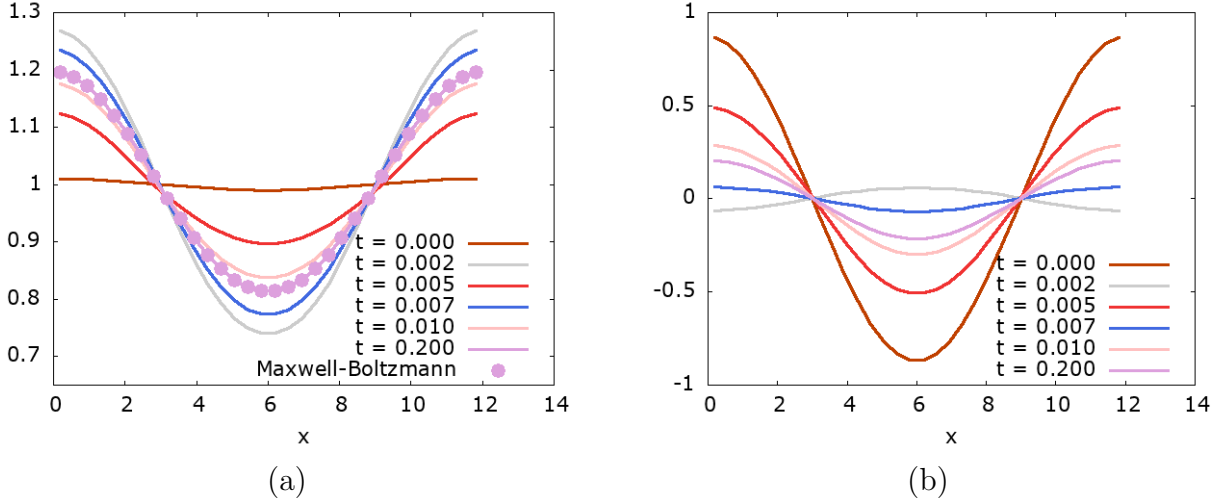 1.3
1.2
1.1
1
0.9
0.8
0.7
t = 0.000
t = 0.002
t = 0.005
t = 0.007
t = 0.010
t = 0.200
Maxwell-Boltzmann
0 2 4 6 8 10 12 14
x
(a)
1
0.5
0
-0.5
-1
t = 0.000
t = 0.002
t = 0.005
t = 0.007
t = 0.010
t = 0.200
0 2 4 6 8 10 12 14
x
(b)